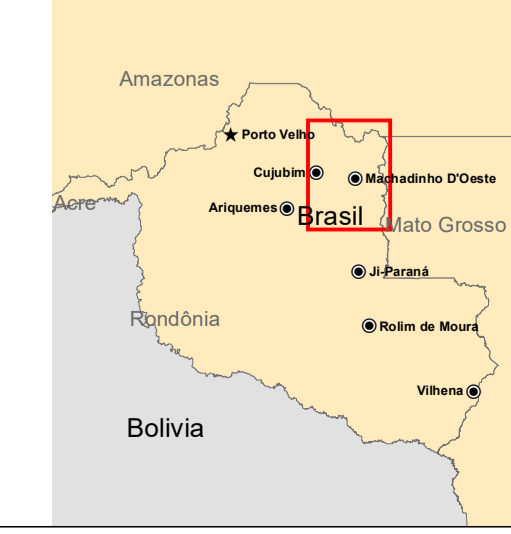 Amazonas
Porto Velho
Cujubim
Machadinho D'Oeste
Acre
Ariquemes
Brasil
Mato Grosso
Ji-Paraná
Rondônia
Rolim de Moura
Vilhena
Bolivia